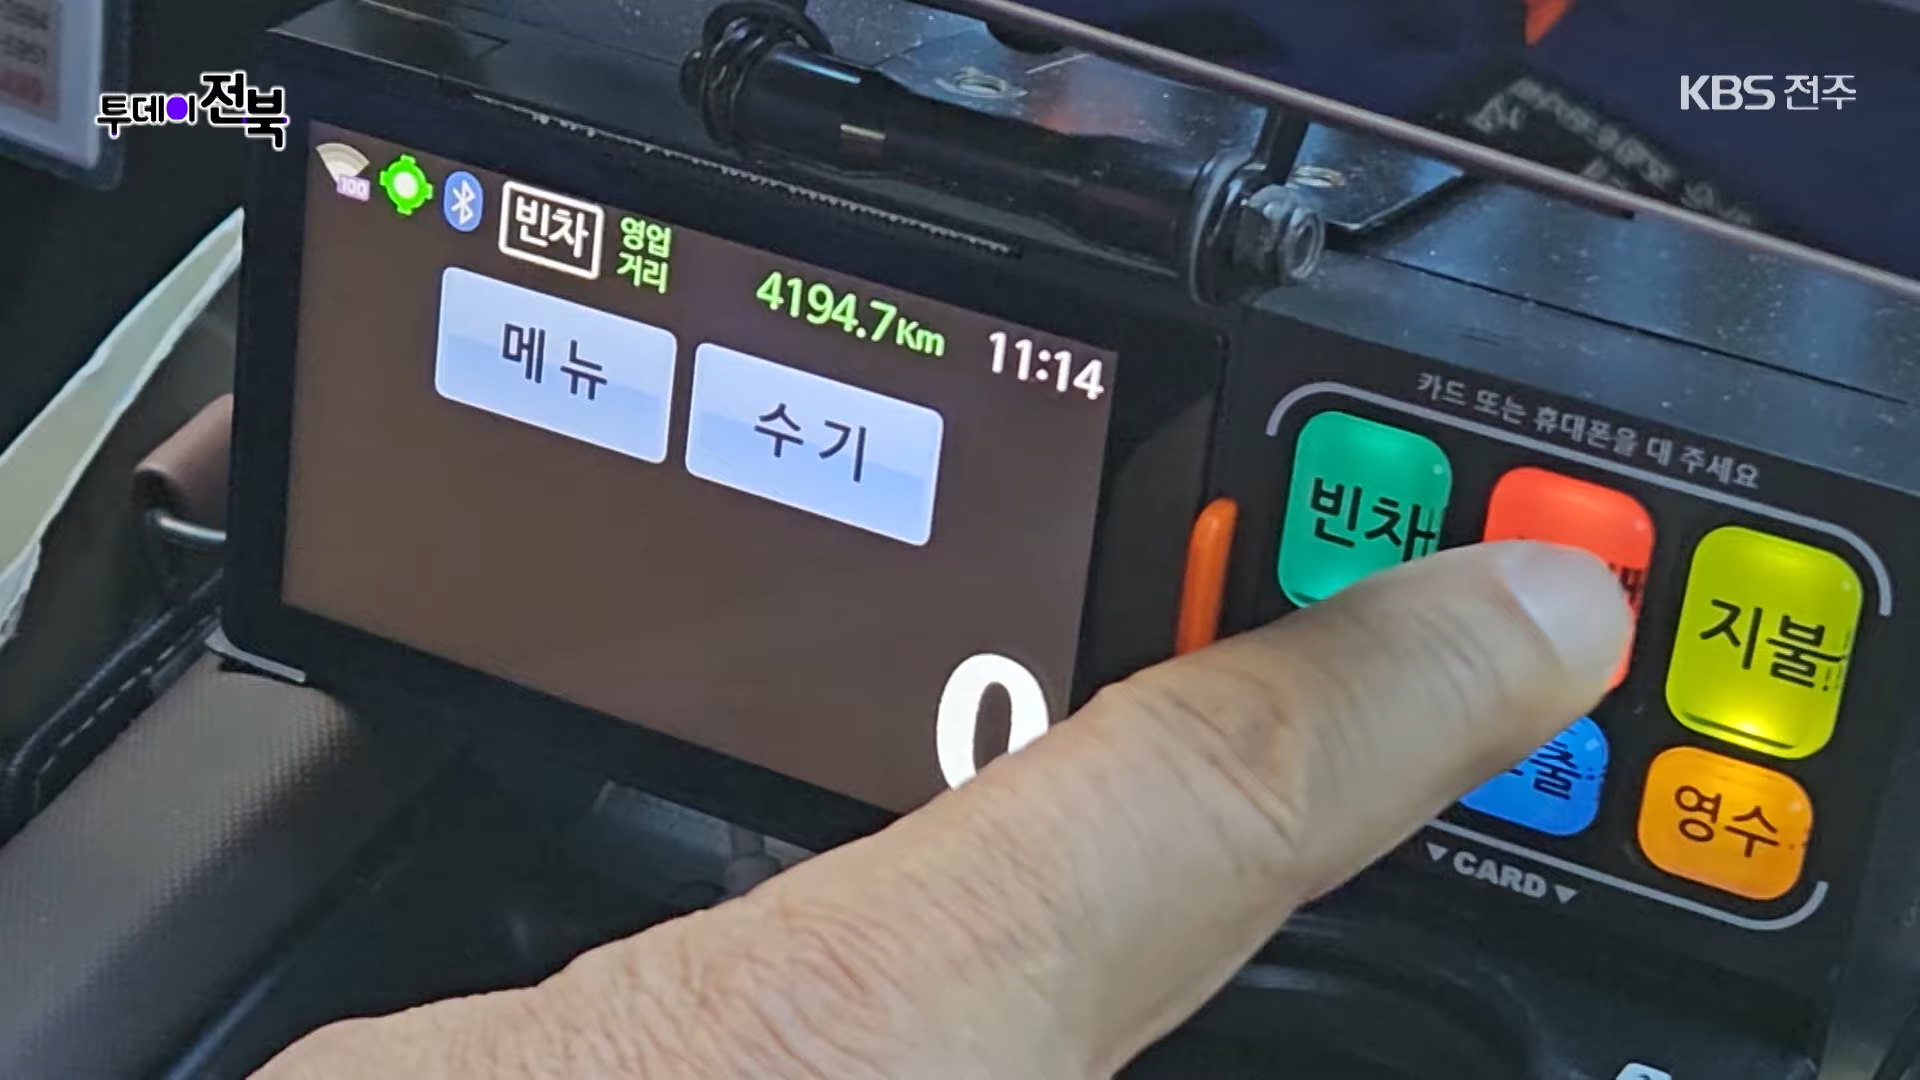 투데이 전북
KBS 전주
100
빈차
영업
거리
4194.7Km
11:14
메뉴
수기
0
카드 또는 휴대폰을 대 주세요
빈차
지불
영수
▼CARD▼